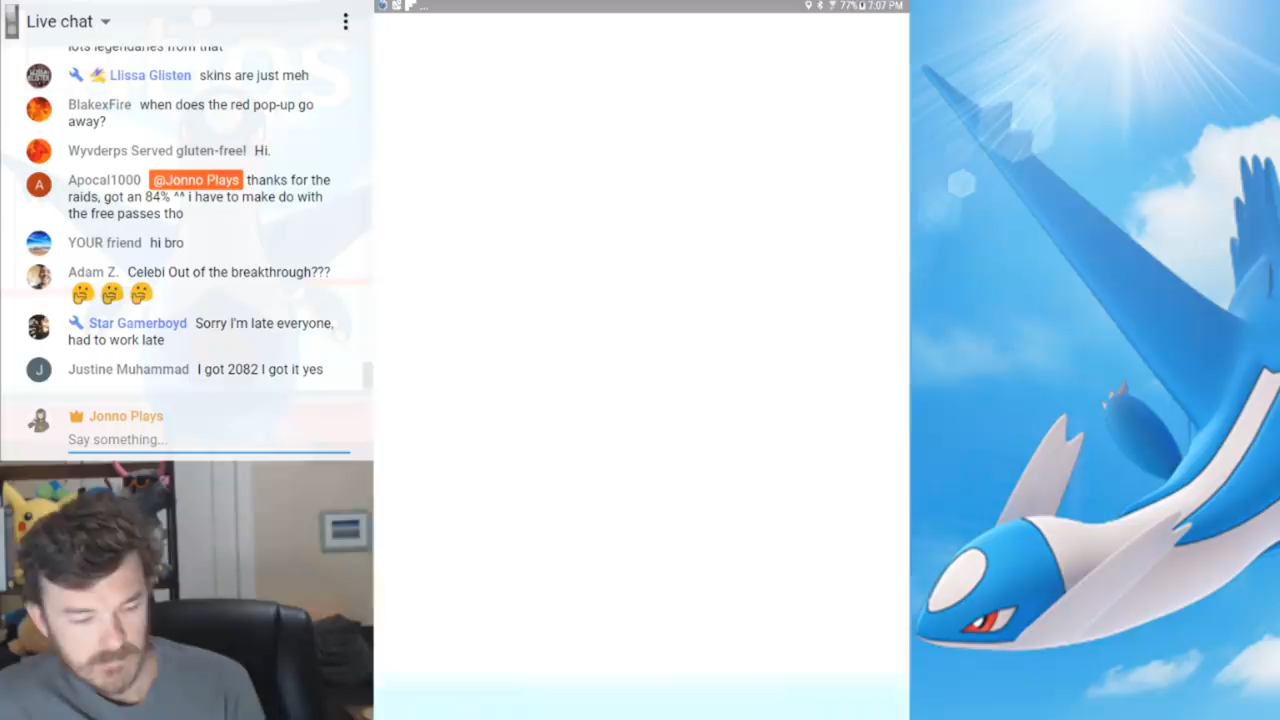 Live chat
...
77% 7:07 PM
lots legendaries from that
Llissa Glisten skins are just meh
BlakexFire when does the red pop-up go
away?
Wyvderps Served gluten-free! Hi.
Apocal1000 @Jonno Plays thanks for the
raids, got an 84% ^^ i have to make do with
the free passes tho
YOUR friend hi bro
Adam Z. Celebi Out of the breakthrough???
Star Gamerboyd Sorry I'm late everyone,
had to work late
J Justine Muhammad I got 2082 I got it yes
Jonno Plays
Say something...